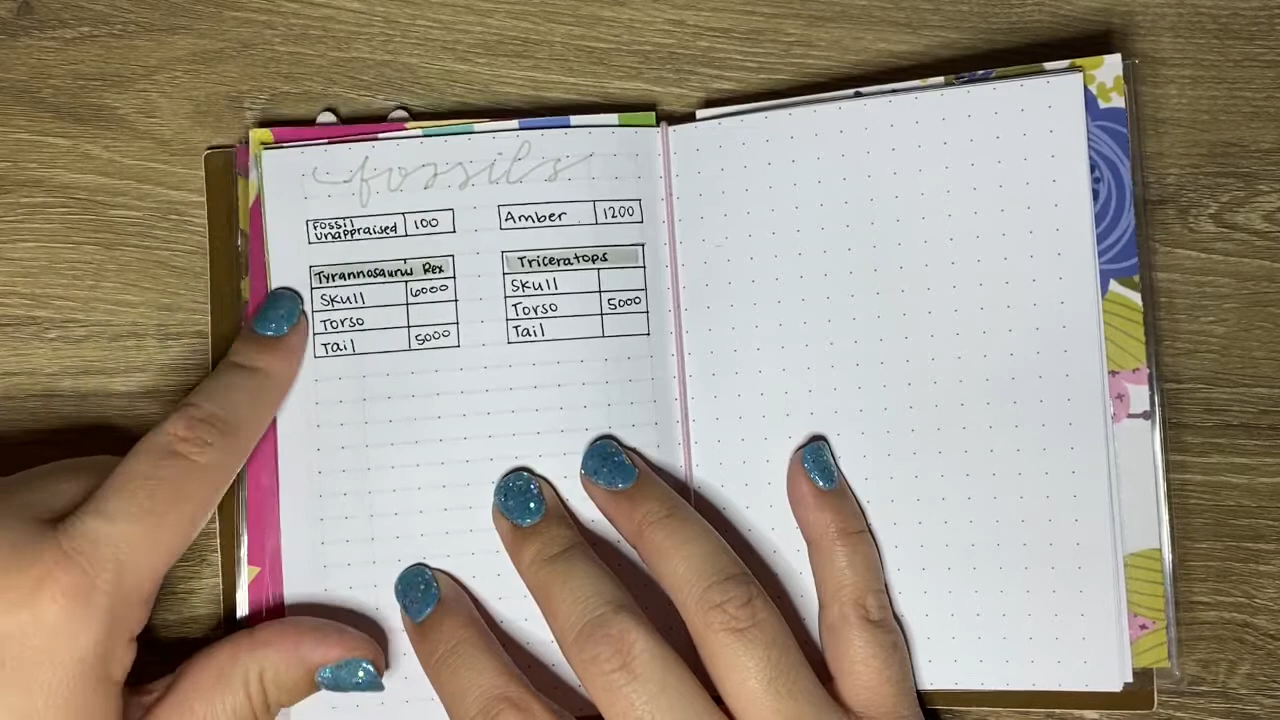 fossils
Fossil unappraised 100
Amber 1200
Tyrannosaurus Rex
Skull 6000
Torso
Tail 5000
Triceratops
Skull
Torso 5000
Tail